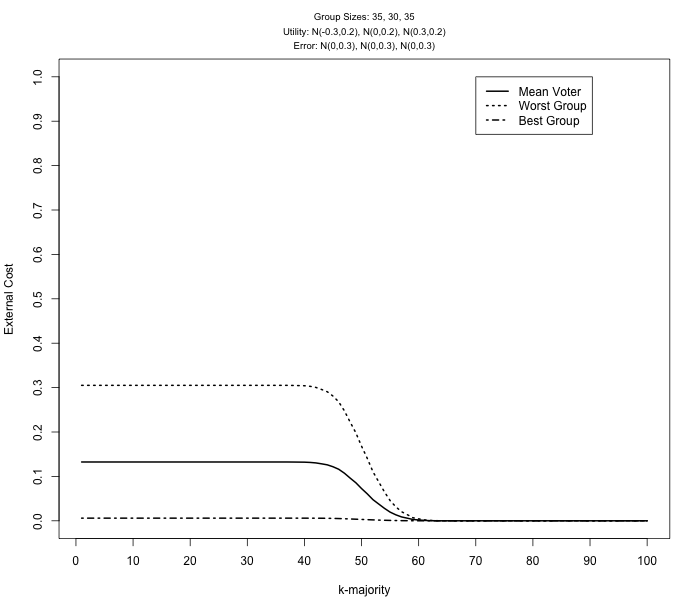 Group Sizes: 35, 30, 35
Utility: N(-0.3,0.2), N(0,0.2), N(0.3,0.2)
Error: N(0,0.3), N(0,0.3), N(0,0.3)
Mean Voter
Worst Group
Best Group
External Cost
1.0
0.9
0.8
0.7
0.6
0.5
0.4
0.3
0.2
0.1
0.0
0 10 20 30 40 50 60 70 80 90 100
k-majority